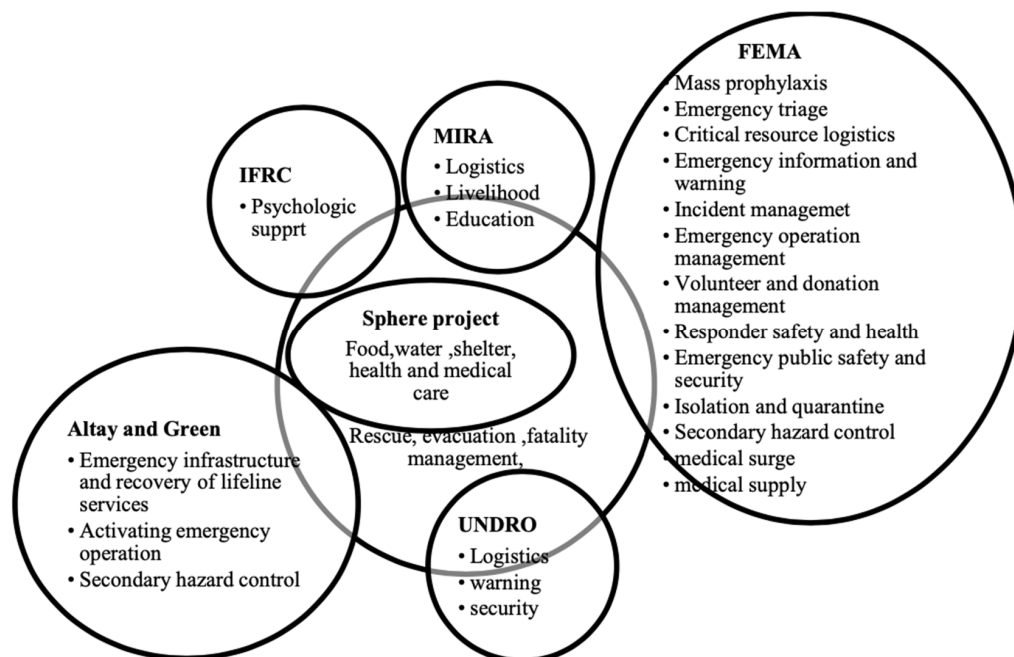 FEMA
• Mass prophylaxis
• Emergency triage
• Critical resource logistics
• Emergency information and
warning
• Incident managemet
• Emergency operation
management
• Volunteer and donation
management
• Responder safety and health
• Emergency public safety and
security
• Isolation and quarantine
• Secondary hazard control
• medical surge
• medical supply
MIRA
• Logistics
• Livelihood
• Education
IFRC
• Psychologic
supprt
Sphere project
Food,water ,shelter,
health and medical
care
Rescue, evacuation ,fatality
management,
Altay and Green
• Emergency infrastructure
and recovery of lifeline
services
• Activating emergency
operation
• Secondary hazard control
UNDRO
• Logistics
• warning
• security